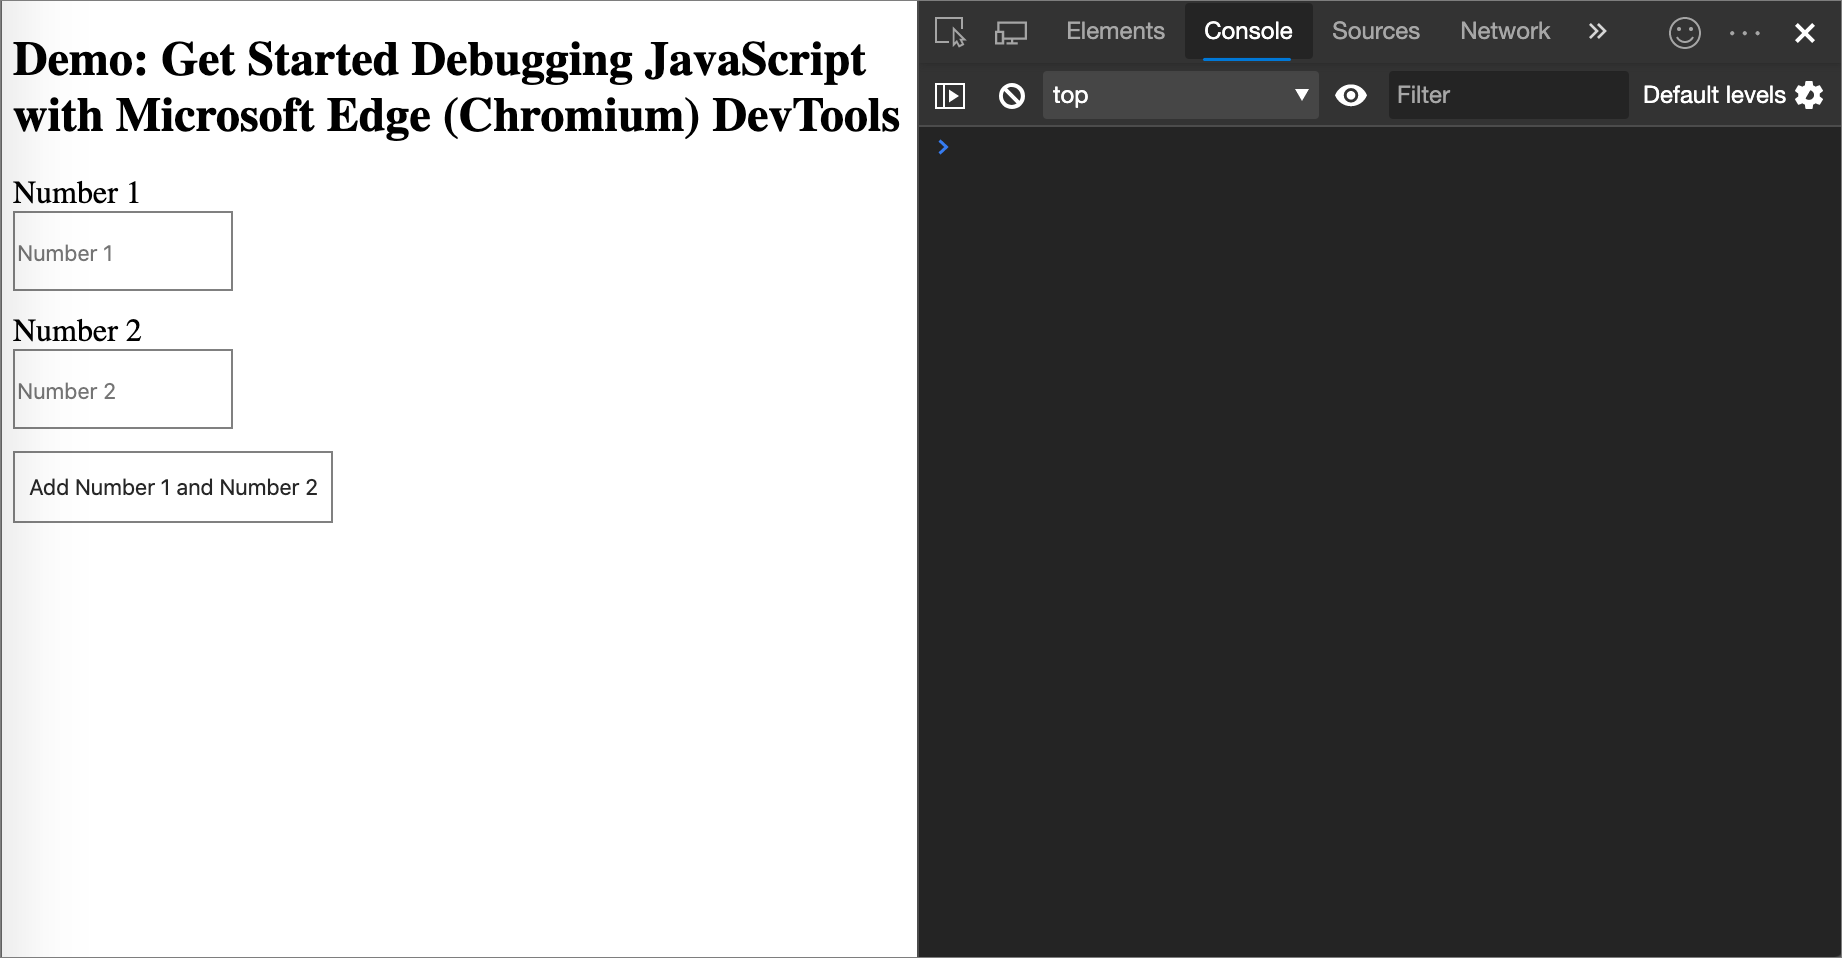 Demo: Get Started Debugging JavaScript
with Microsoft Edge (Chromium) DevTools
Number 1
Number 1
Number 2
Number 2
Add Number 1 and Number 2
Elements Console Sources Network
top Filter Default levels